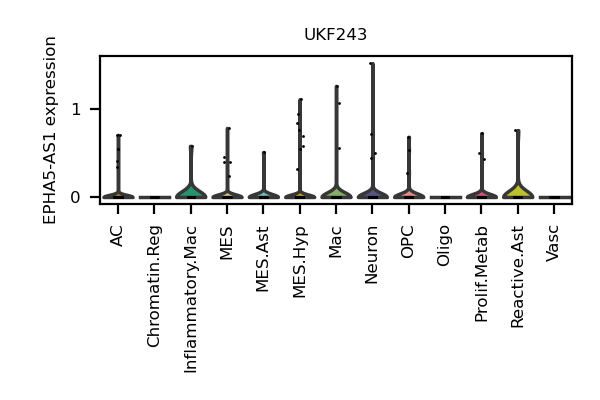 UKF243
EPHA5-AS1 expression
1
0
AC
Chromatin.Reg
Inflammatory.Mac
MES
MES.Ast
MES.Hyp
Mac
Neuron
OPC
Oligo
Prolif.Metab
Reactive.Ast
Vasc